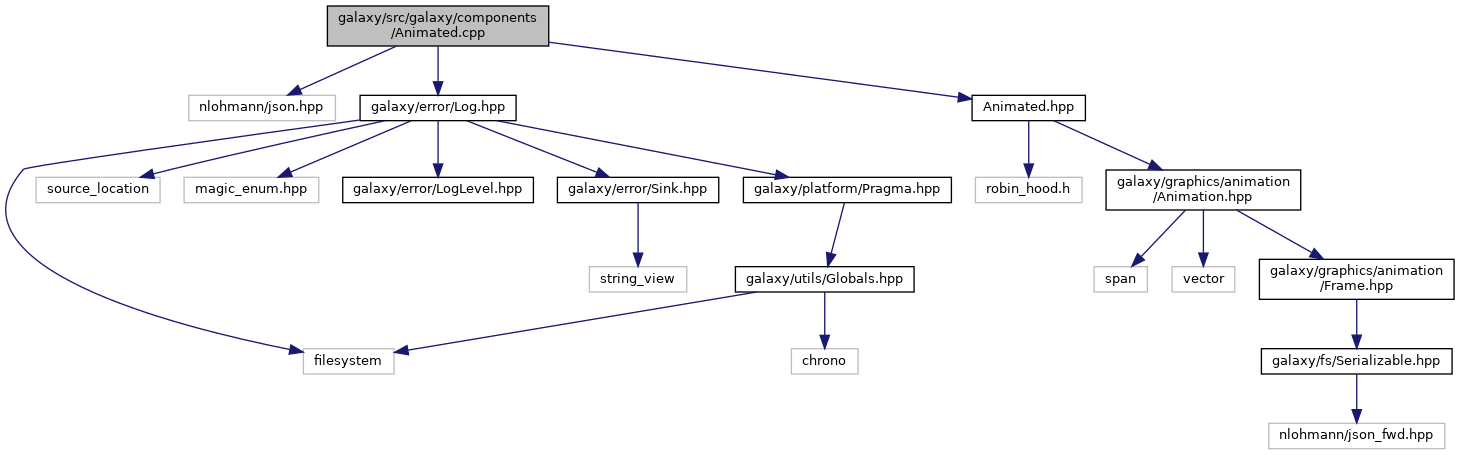 galaxy/src/galaxy/components
/Animated.cpp
nlohmann/json.hpp
galaxy/error/Log.hpp
Animated.hpp
source_location
magic_enum.hpp
galaxy/error/LogLevel.hpp
galaxy/error/Sink.hpp
galaxy/platform/Pragma.hpp
robin_hood.h
galaxy/graphics/animation
/Animation.hpp
string_view
galaxy/utils/Globals.hpp
span
vector
galaxy/graphics/animation
/Frame.hpp
filesystem
chrono
galaxy/fs/Serializable.hpp
nlohmann/json_fwd.hpp